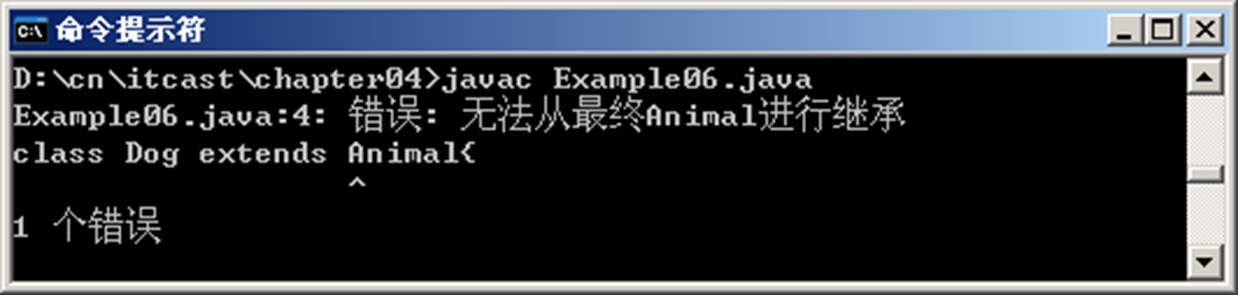 命令提示符
D:\cn\itcast\chapter04>javac Example06.java
Example06.java:4: 错误: 无法从最终Animal进行继承
class Dog extends Animal{
^
1 个错误